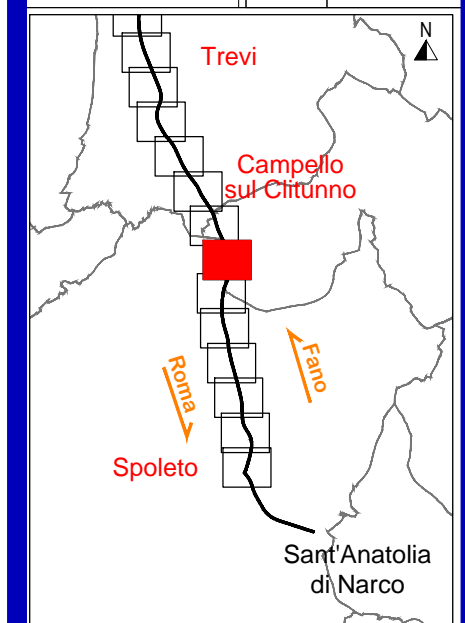 N
Trevi
Campello
sul Clitunno
Fano
Roma
Spoleto
Sant'Anatolia
di Narco